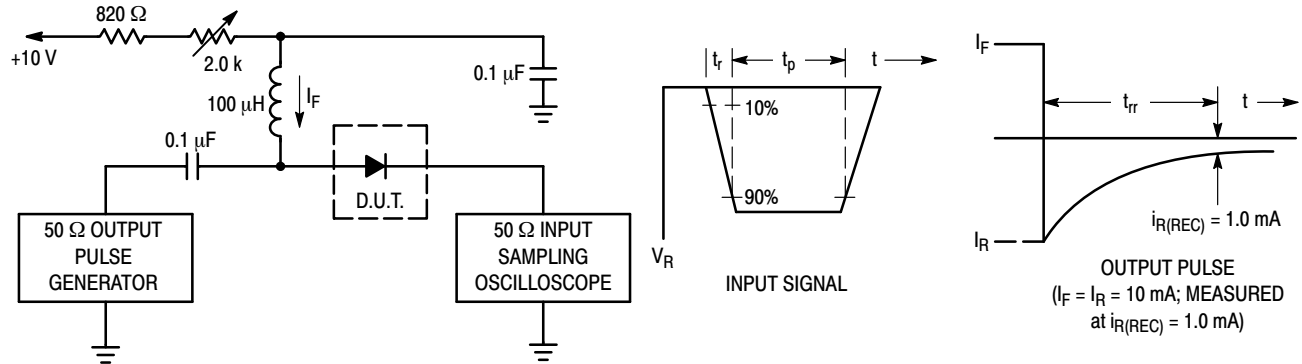 820 Ω
+10 V
2.0 k
100 μH
I_F
0.1 μF
0.1 μF
D.U.T.
50 Ω OUTPUT
PULSE
GENERATOR
50 Ω INPUT
SAMPLING
OSCILLOSCOPE
t_r
t_p
t
10%
90%
V_R
INPUT SIGNAL
I_F
t_rr
t
I_R
i_R(REC) = 1.0 mA
OUTPUT PULSE
(I_F = I_R = 10 mA; MEASURED
at i_R(REC) = 1.0 mA)